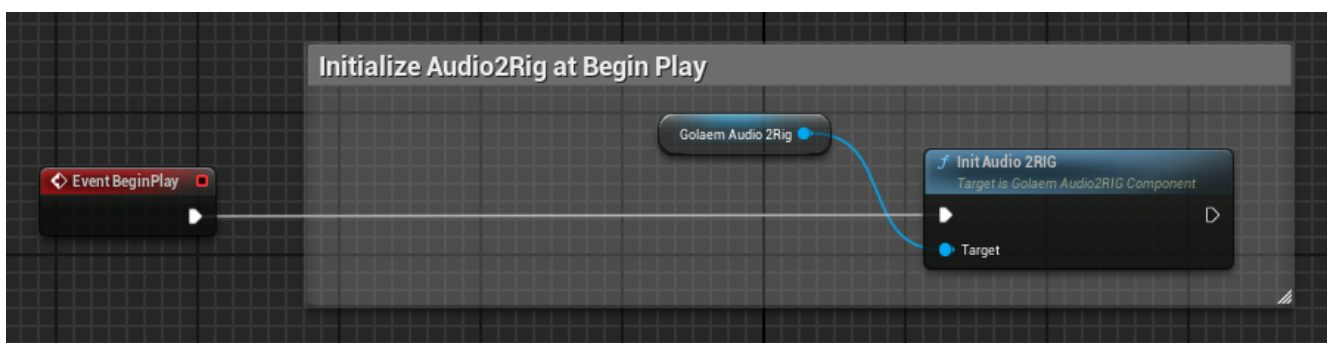 Initialize Audio2Rig at Begin Play
Golaem Audio 2Rig
Event BeginPlay
f Init Audio 2RIG
Target is Golaem Audio2RIG Component
Target